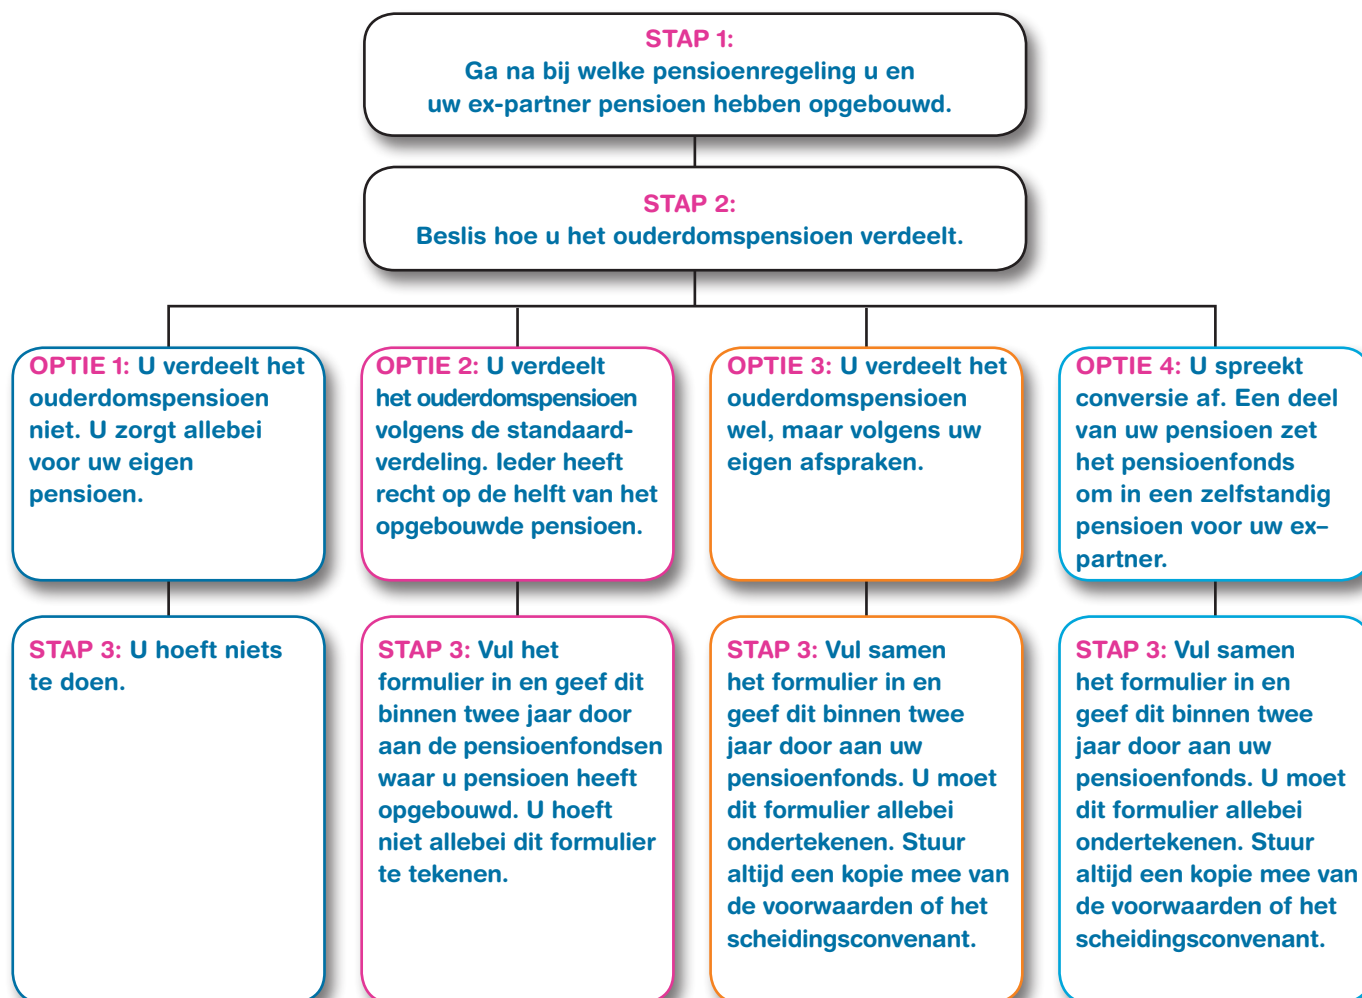 STAP 1:
Ga na bij welke pensioenregeling u en
uw ex-partner pensioen hebben opgebouwd.
STAP 2:
Beslis hoe u het ouderdomspensioen verdeelt.
OPTIE 1: U verdeelt het
ouderdomspensioen
niet. U zorgt allebei
voor uw eigen
pensioen.
OPTIE 2: U verdeelt
het ouderdomspensioen
volgens de standaard-
verdeling. Ieder heeft
recht op de helft van het
opgebouwde pensioen.
OPTIE 3: U verdeelt het
ouderdomspensioen
wel, maar volgens uw
eigen afspraken.
OPTIE 4: U spreekt
conversie af. Een deel
van uw pensioen zet
het pensioenfonds
om in een zelfstandig
pensioen voor uw ex–
partner.
STAP 3: U hoeft niets
te doen.
STAP 3: Vul het
formulier in en geef dit
binnen twee jaar door
aan de pensioenfondsen
waar u pensioen heeft
opgebouwd. U hoeft
niet allebei dit formulier
te tekenen.
STAP 3: Vul samen
het formulier in en
geef dit binnen twee
jaar door aan uw
pensioenfonds. U moet
dit formulier allebei
ondertekenen. Stuur
altijd een kopie mee van
de voorwaarden of het
scheidingsconvenant.
STAP 3: Vul samen
het formulier in en
geef dit binnen twee
jaar door aan uw
pensioenfonds. U moet
dit formulier allebei
ondertekenen. Stuur
altijd een kopie mee van
de voorwaarden of het
scheidingsconvenant.